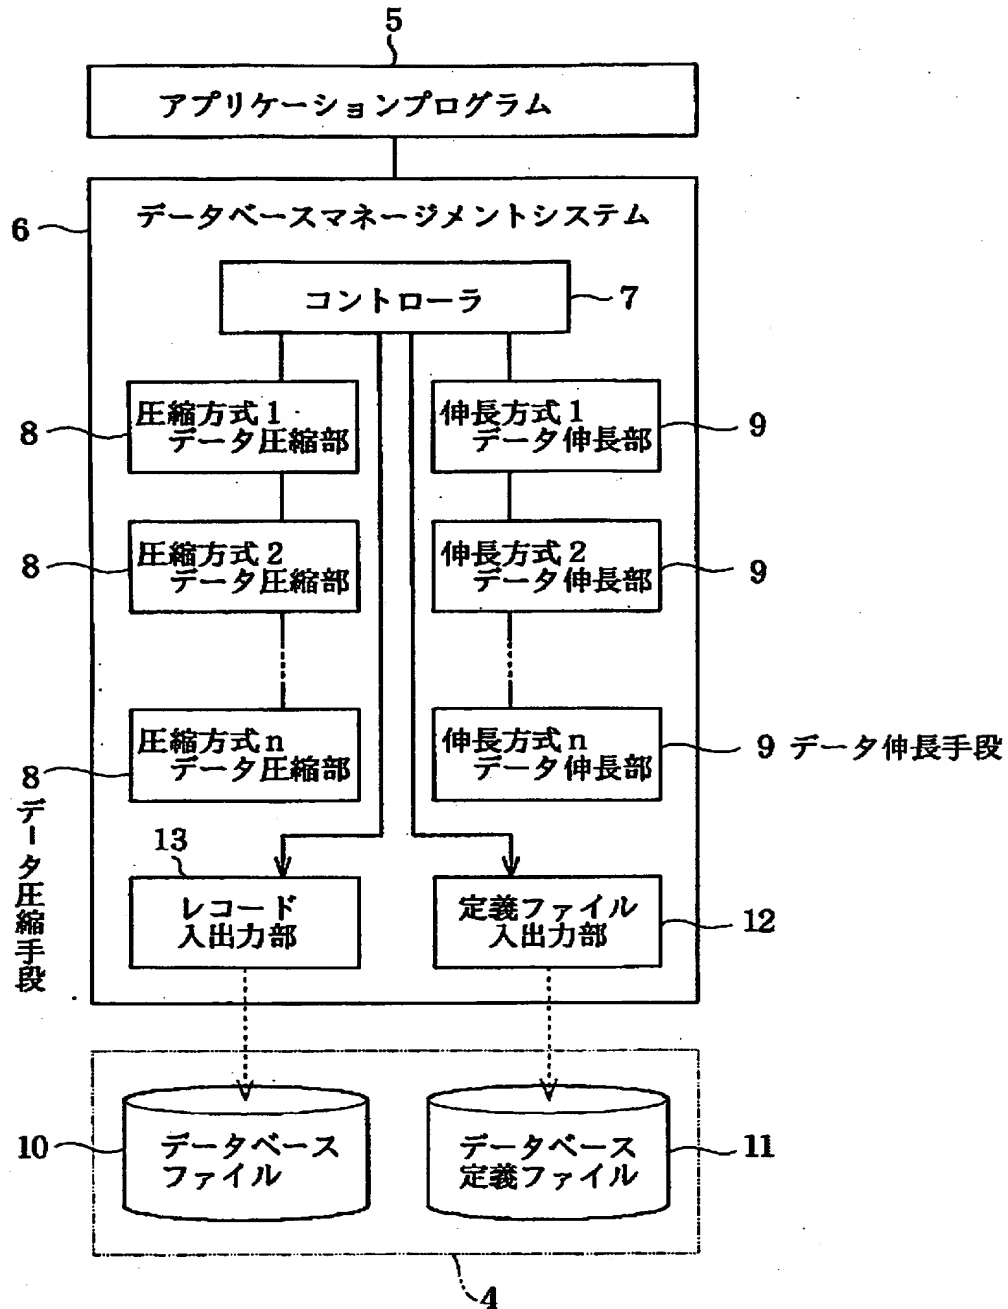 5
アプリケーションプログラム
6
データベースマネージメントシステム
コントローラ
7
8
圧縮方式1
データ圧縮部
伸長方式1
データ伸長部
9
8
圧縮方式2
データ圧縮部
伸長方式2
データ伸長部
9
8 データ圧縮手段
圧縮方式n
データ圧縮部
伸長方式n
データ伸長部
9 データ伸長手段
13
レコード
入出力部
定義ファイル
入出力部
12
10
データベース
ファイル
データベース
定義ファイル
11
4